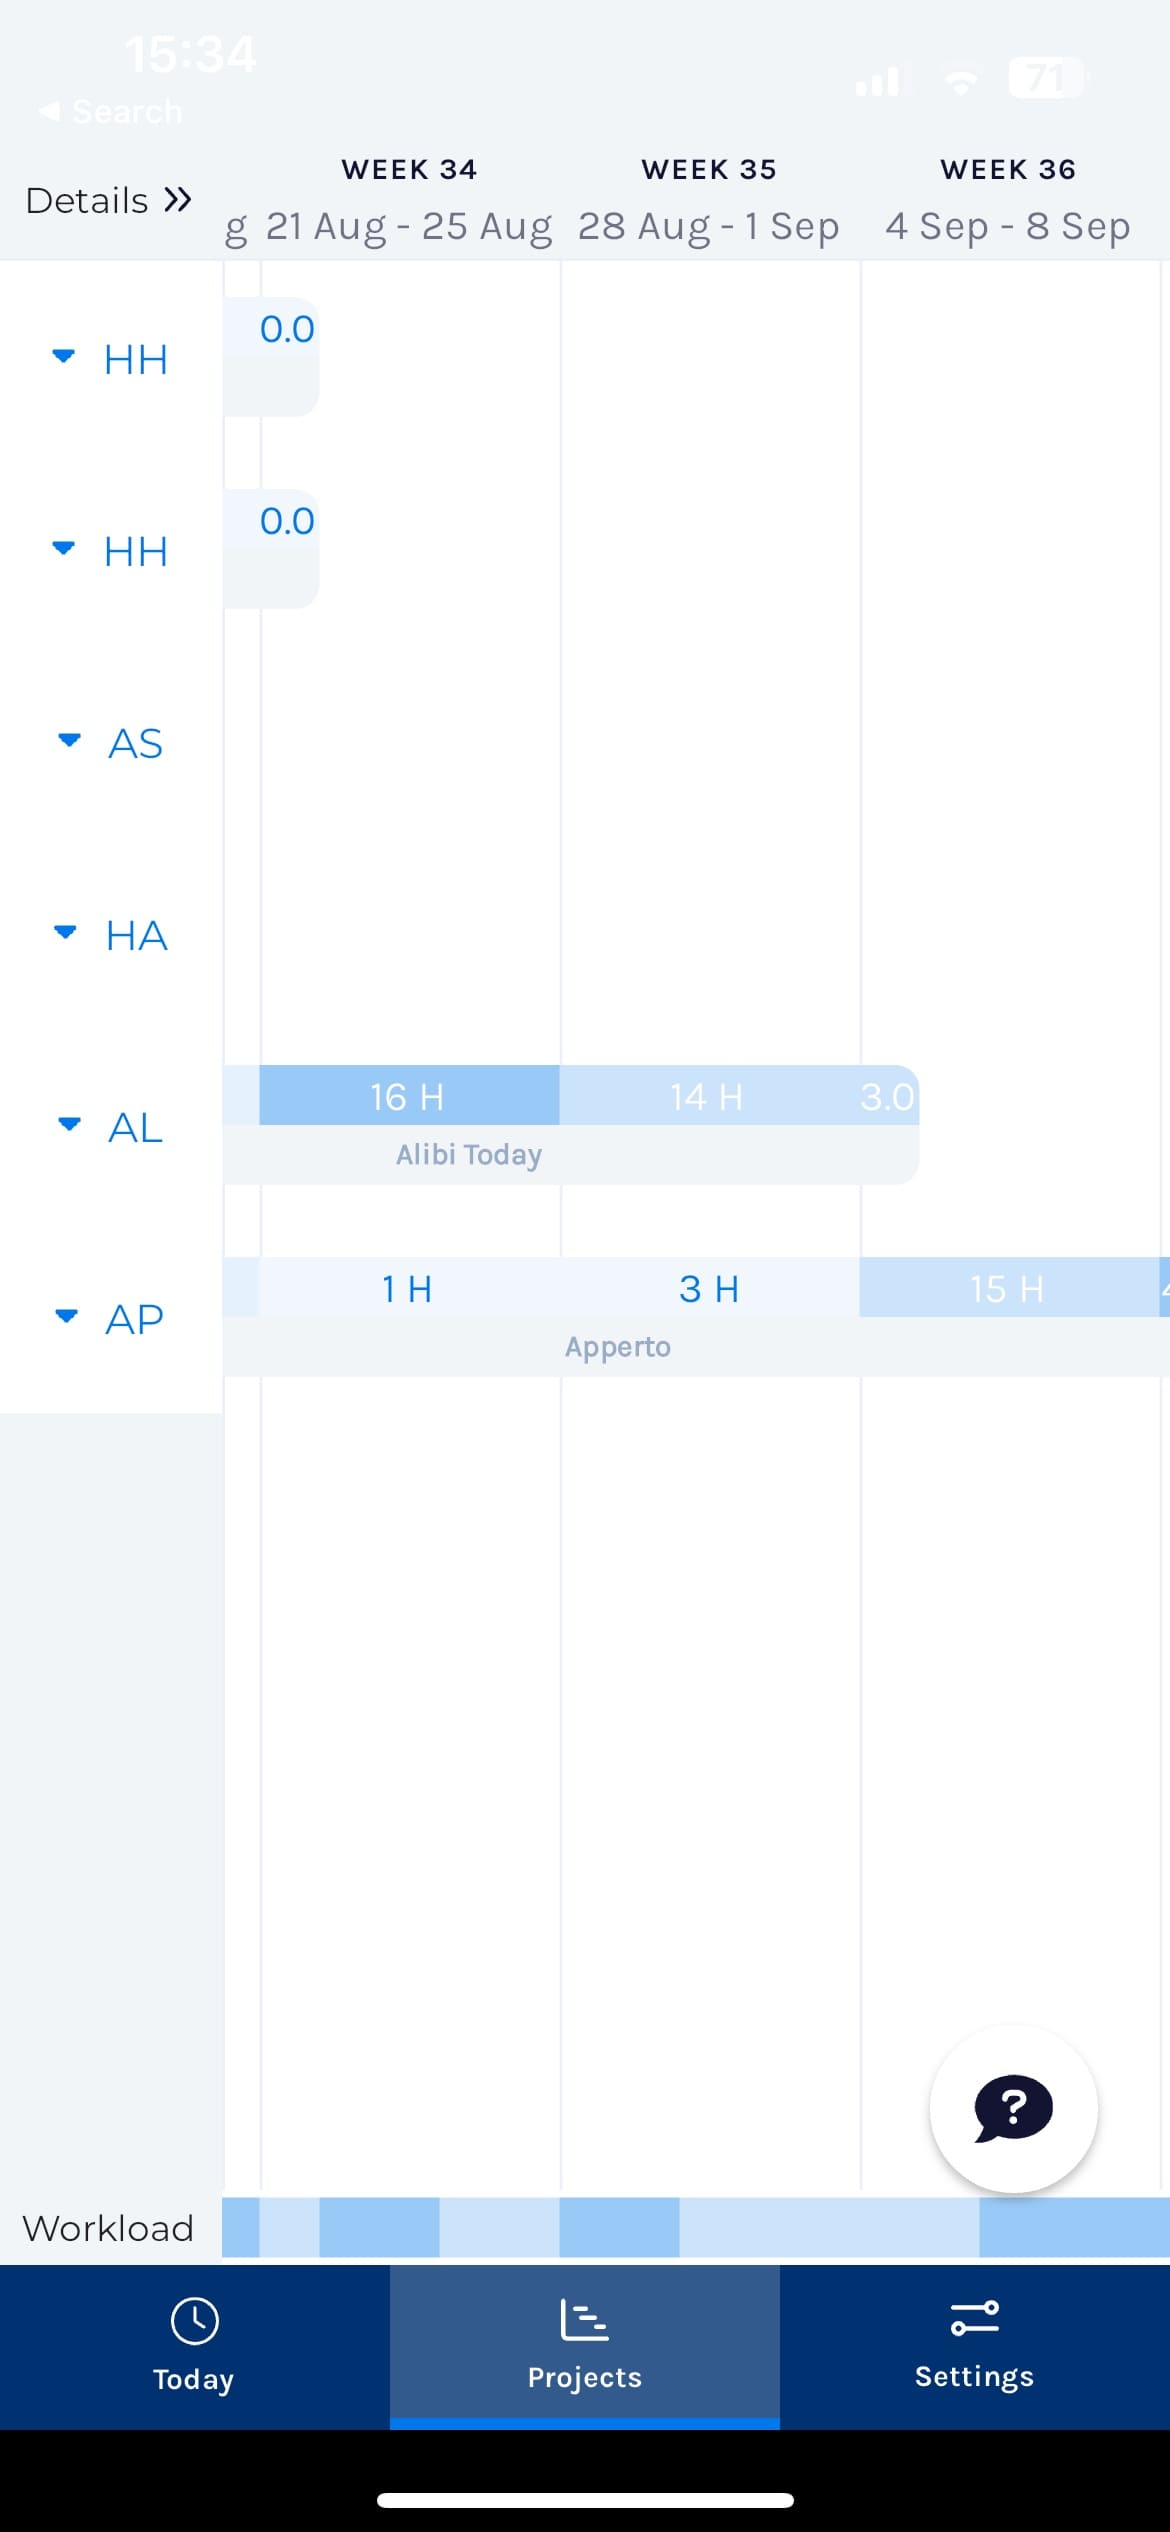 15:34
71
◀ Search
WEEK 34
WEEK 35
WEEK 36
Details »
g
21 Aug - 25 Aug
28 Aug - 1 Sep
4 Sep - 8 Sep
HH
0.0
HH
0.0
AS
HA
AL
16 H
14 H
3.0
Alibi Today
AP
1 H
3 H
15 H
Apperto
?
Workload
Today
Projects
Settings